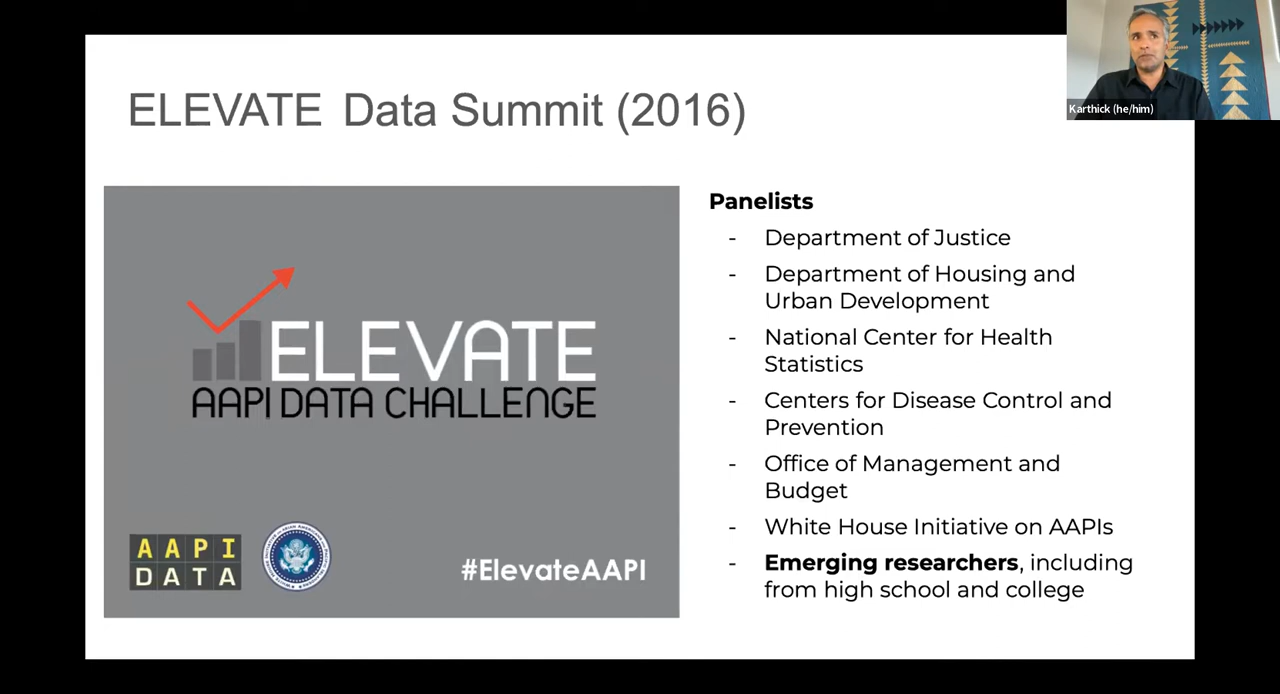 ELEVATE Data Summit (2016)
Karthick (he/him)
ELEVATE
AAPI DATA CHALLENGE
AAPI
DATA
#ElevateAAPI
Panelists
- Department of Justice
- Department of Housing and
Urban Development
- National Center for Health
Statistics
- Centers for Disease Control and
Prevention
- Office of Management and
Budget
- White House Initiative on AAPIs
- Emerging researchers, including
from high school and college